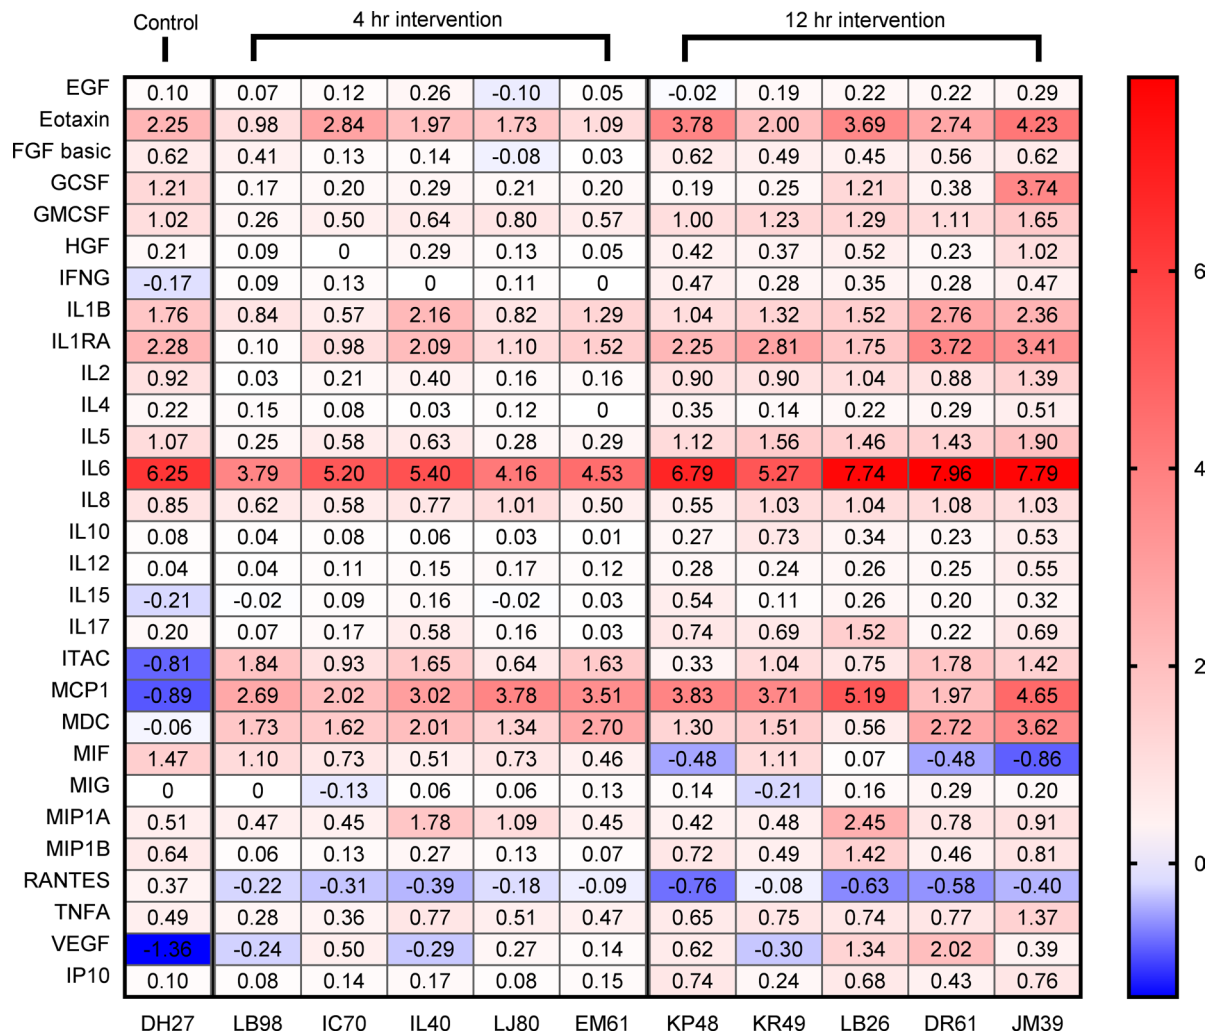 Control 4 hr intervention 12 hr intervention
EGF 0.10 0.07 0.12 0.26 -0.10 0.05 -0.02 0.19 0.22 0.22 0.29
Eotaxin 2.25 0.98 2.84 1.97 1.73 1.09 3.78 2.00 3.69 2.74 4.23
FGF basic 0.62 0.41 0.13 0.14 -0.08 0.03 0.62 0.49 0.45 0.56 0.62
GCSF 1.21 0.17 0.20 0.29 0.21 0.20 0.19 0.25 1.21 0.38 3.74
GMCSF 1.02 0.26 0.50 0.64 0.80 0.57 1.00 1.23 1.29 1.11 1.65
HGF 0.21 0.09 0 0.29 0.13 0.05 0.42 0.37 0.52 0.23 1.02
IFNG -0.17 0.09 0.13 0 0.11 0 0.47 0.28 0.35 0.28 0.47
6
IL1B 1.76 0.84 0.57 2.16 0.82 1.29 1.04 1.32 1.52 2.76 2.36
IL1RA 2.28 0.10 0.98 2.09 1.10 1.52 2.25 2.81 1.75 3.72 3.41
IL2 0.92 0.03 0.21 0.40 0.16 0.16 0.90 0.90 1.04 0.88 1.39
IL4 0.22 0.15 0.08 0.03 0.12 0 0.35 0.14 0.22 0.29 0.51
IL5 1.07 0.25 0.58 0.63 0.28 0.29 1.12 1.56 1.46 1.43 1.90
IL6 6.25 3.79 5.20 5.40 4.16 4.53 6.79 5.27 7.74 7.96 7.79
4
IL8 0.85 0.62 0.58 0.77 1.01 0.50 0.55 1.03 1.04 1.08 1.03
IL10 0.08 0.04 0.08 0.06 0.03 0.01 0.27 0.73 0.34 0.23 0.53
IL12 0.04 0.04 0.11 0.15 0.17 0.12 0.28 0.24 0.26 0.25 0.55
IL15 -0.21 -0.02 0.09 0.16 -0.02 0.03 0.54 0.11 0.26 0.20 0.32
IL17 0.20 0.07 0.17 0.58 0.16 0.03 0.74 0.69 1.52 0.22 0.69
ITAC -0.81 1.84 0.93 1.65 0.64 1.63 0.33 1.04 0.75 1.78 1.42
2
MCP1 -0.89 2.69 2.02 3.02 3.78 3.51 3.83 3.71 5.19 1.97 4.65
MDC -0.06 1.73 1.62 2.01 1.34 2.70 1.30 1.51 0.56 2.72 3.62
MIF 1.47 1.10 0.73 0.51 0.73 0.46 -0.48 1.11 0.07 -0.48 -0.86
MIG 0 0 -0.13 0.06 0.06 0.13 0.14 -0.21 0.16 0.29 0.20
MIP1A 0.51 0.47 0.45 1.78 1.09 0.45 0.42 0.48 2.45 0.78 0.91
MIP1B 0.64 0.06 0.13 0.27 0.13 0.07 0.72 0.49 1.42 0.46 0.81
0
RANTES 0.37 -0.22 -0.31 -0.39 -0.18 -0.09 -0.76 -0.08 -0.63 -0.58 -0.40
TNFA 0.49 0.28 0.36 0.77 0.51 0.47 0.65 0.75 0.74 0.77 1.37
VEGF -1.36 -0.24 0.50 -0.29 0.27 0.14 0.62 -0.30 1.34 2.02 0.39
IP10 0.10 0.08 0.14 0.17 0.08 0.15 0.74 0.24 0.68 0.43 0.76
DH27 LB98 IC70 IL40 LJ80 EM61 KP48 KR49 LB26 DR61 JM39